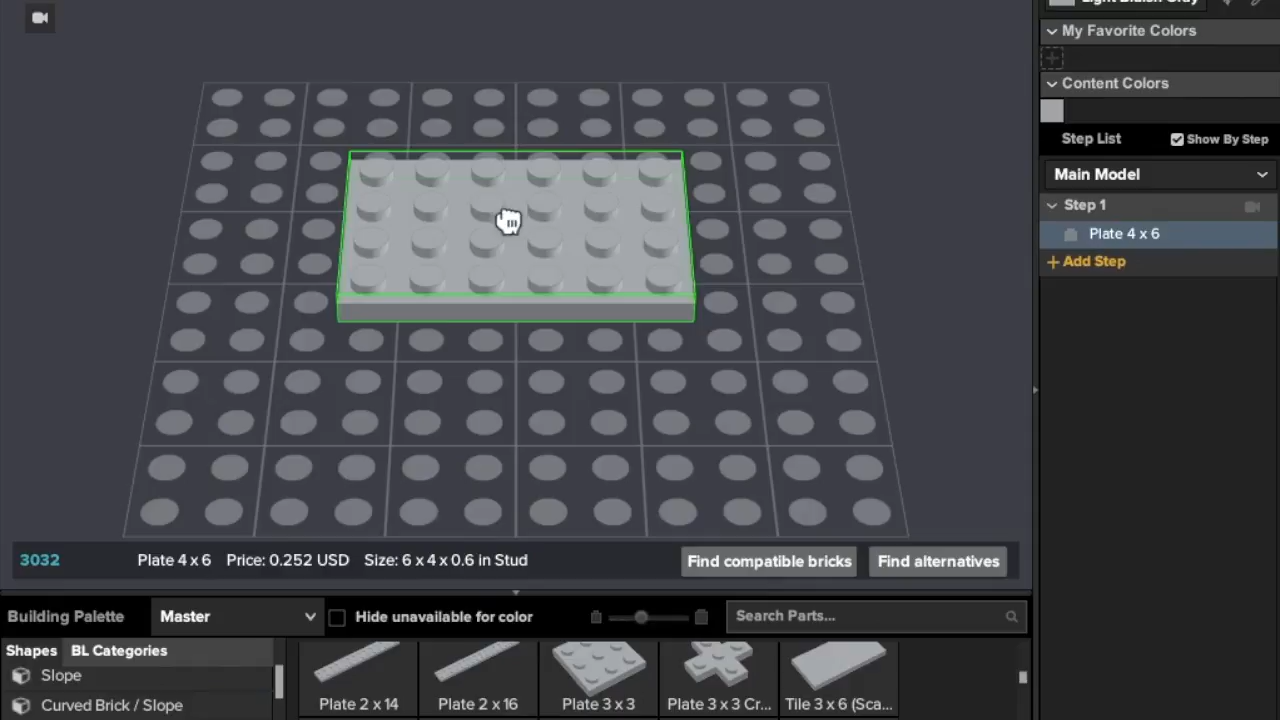 Light Bluish Gray
My Favorite Colors
Content Colors
Step List Show By Step
Main Model
Step 1
Plate 4 x 6
+ Add Step
3032 Plate 4 x 6 Price: 0.252 USD Size: 6 x 4 x 0.6 in Stud Find compatible bricks Find alternatives
Building Palette Master Hide unavailable for color Search Parts...
Shapes BL Categories
Slope
Curved Brick / Slope
Plate 2 x 14 Plate 2 x 16 Plate 3 x 3 Plate 3 x 3 Cr... Tile 3 x 6 (Sca...